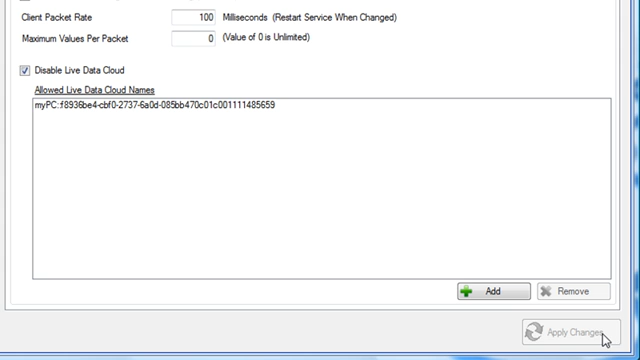 Client Packet Rate 100 Milliseconds (Restart Service When Changed)
Maximum Values Per Packet 0 (Value of 0 is Unlimited)
Disable Live Data Cloud
Allowed Live Data Cloud Names
myPC:f8936be4-cbf0-2737-6a0d-085bb470c01c001111485659
Add Remove
Apply Changes